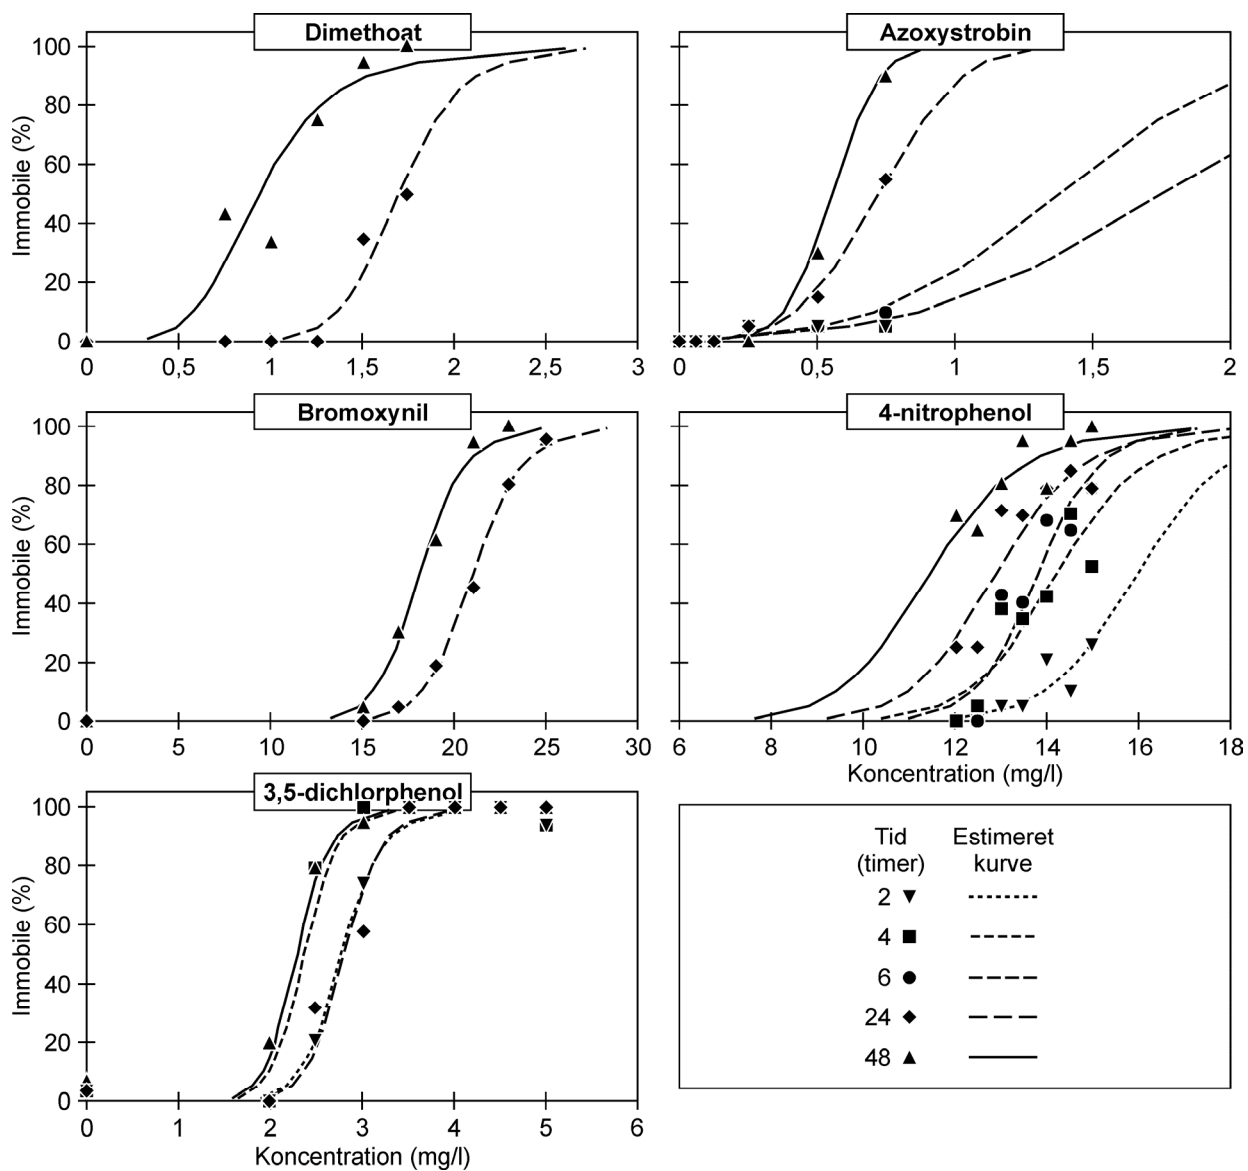 Dimethoat
Immobile (%)
100
80
60
40
20
0
0 0,5 1 1,5 2 2,5 3
Azoxystrobin
0 0,5 1 1,5 2
Bromoxynil
Immobile (%)
100
80
60
40
20
0
0 5 10 15 20 25 30
4-nitrophenol
6 8 10 12 14 16 18
Koncentration (mg/l)
3,5-dichlorphenol
Immobile (%)
100
80
60
40
20
0
0 1 2 3 4 5 6
Koncentration (mg/l)
Tid Estimeret
(timer) kurve
2
4
6
24
48